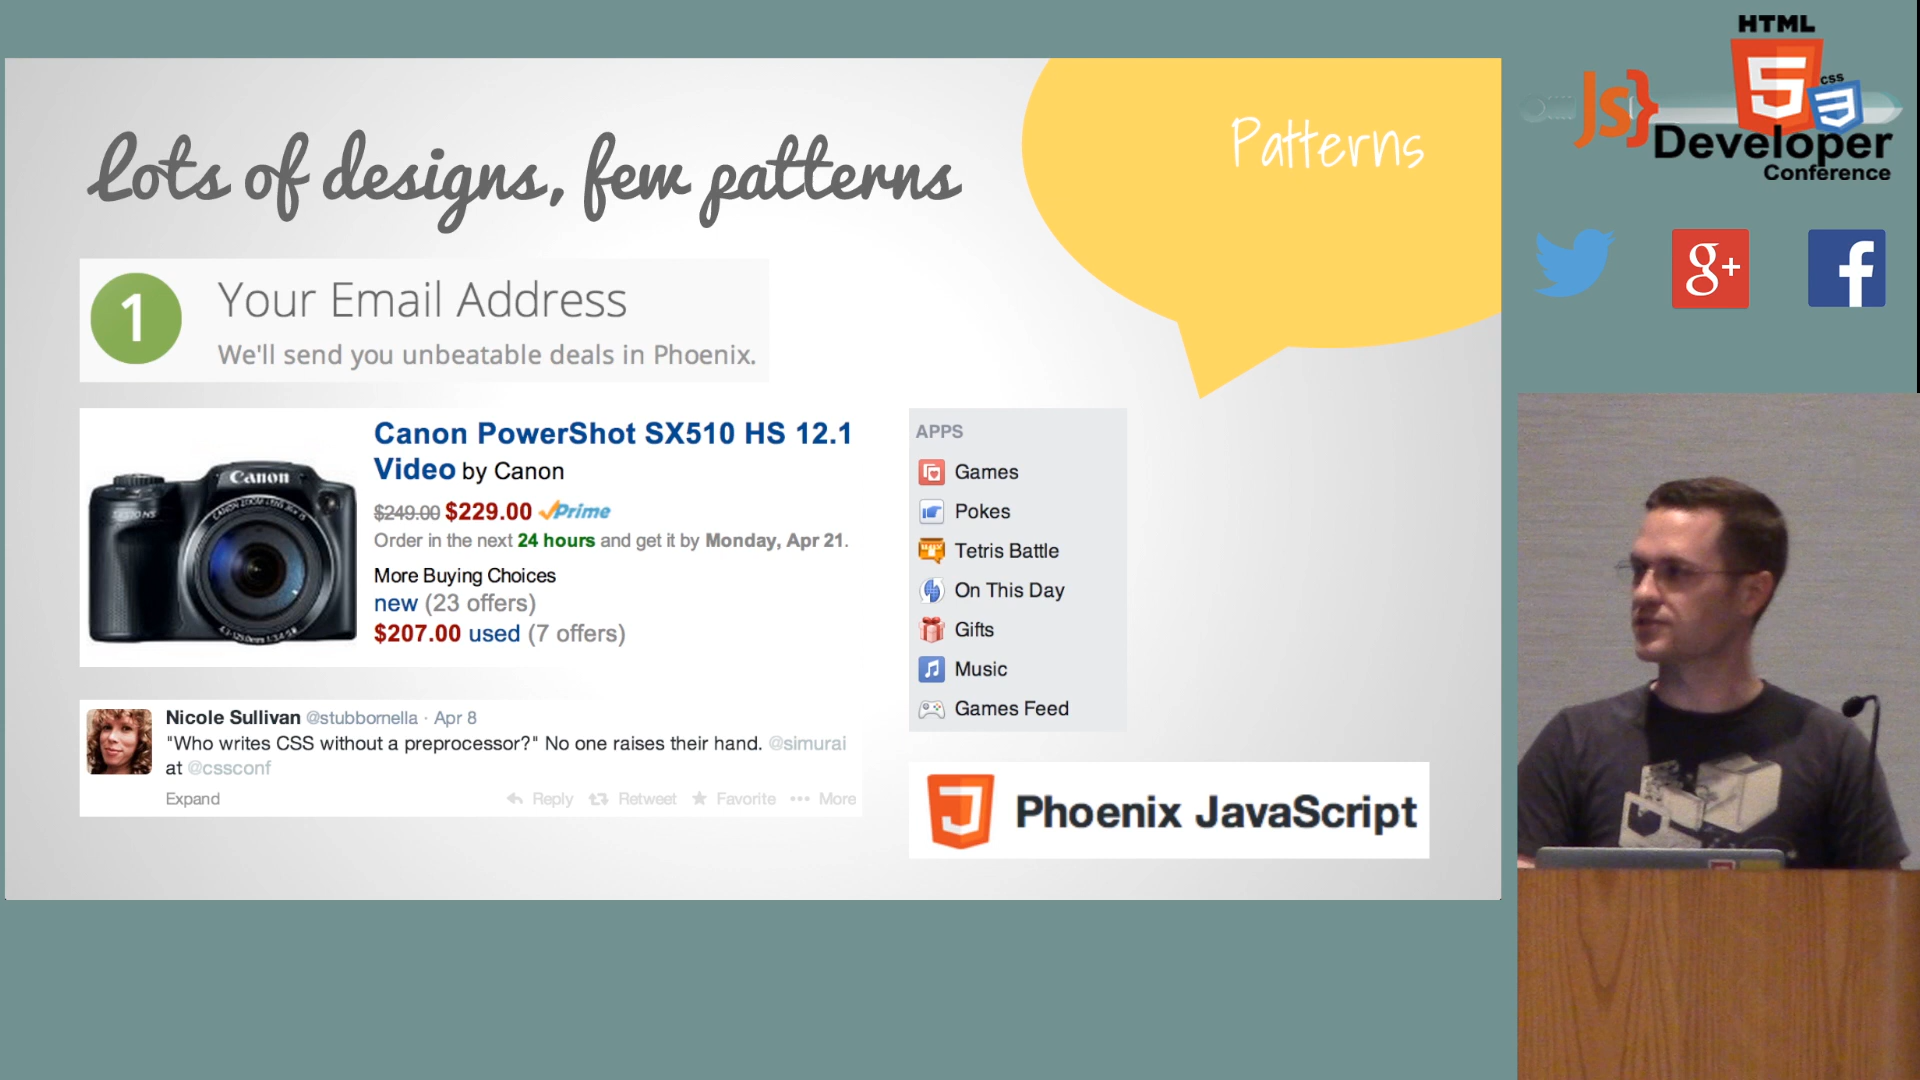 Lots of designs, few patterns
Patterns
1
Your Email Address
We'll send you unbeatable deals in Phoenix.
Canon
Canon PowerShot SX510 HS 12.1
Video by Canon
$249.00 $229.00 Prime
Order in the next 24 hours and get it by Monday, Apr 21.
More Buying Choices
new (23 offers)
$207.00 used (7 offers)
Nicole Sullivan @stubbornella · Apr 8
"Who writes CSS without a preprocessor?" No one raises their hand. @simurai
at @cssconf
Expand Reply Retweet Favorite More
APPS
Games
Pokes
Tetris Battle
On This Day
Gifts
Music
Games Feed
Phoenix JavaScript
HTML
5
JS}
CSS
3
Developer
Conference
g+
f